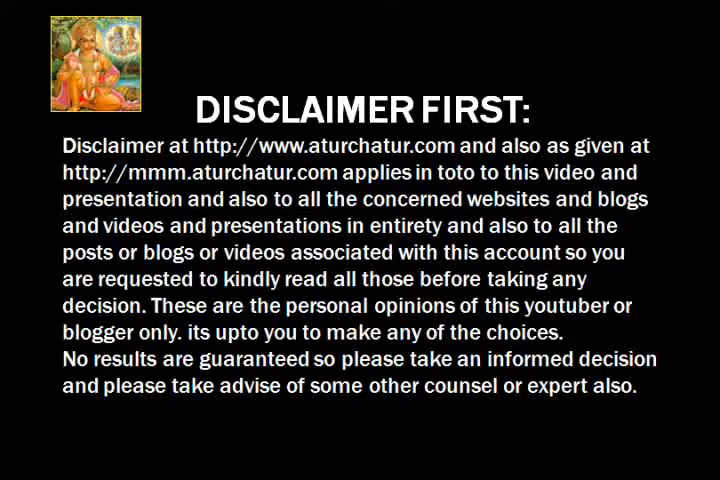 DISCLAIMER FIRST:
Disclaimer at http://www.aturchatur.com and also as given at
http://mmm.aturchatur.com applies in toto to this video and
presentation and also to all the concerned websites and blogs
and videos and presentations in entirety and also to all the
posts or blogs or videos associated with this account so you
are requested to kindly read all those before taking any
decision. These are the personal opinions of this youtuber or
blogger only. its upto you to make any of the choices.
No results are guaranteed so please take an informed decision
and please take advise of some other counsel or expert also.